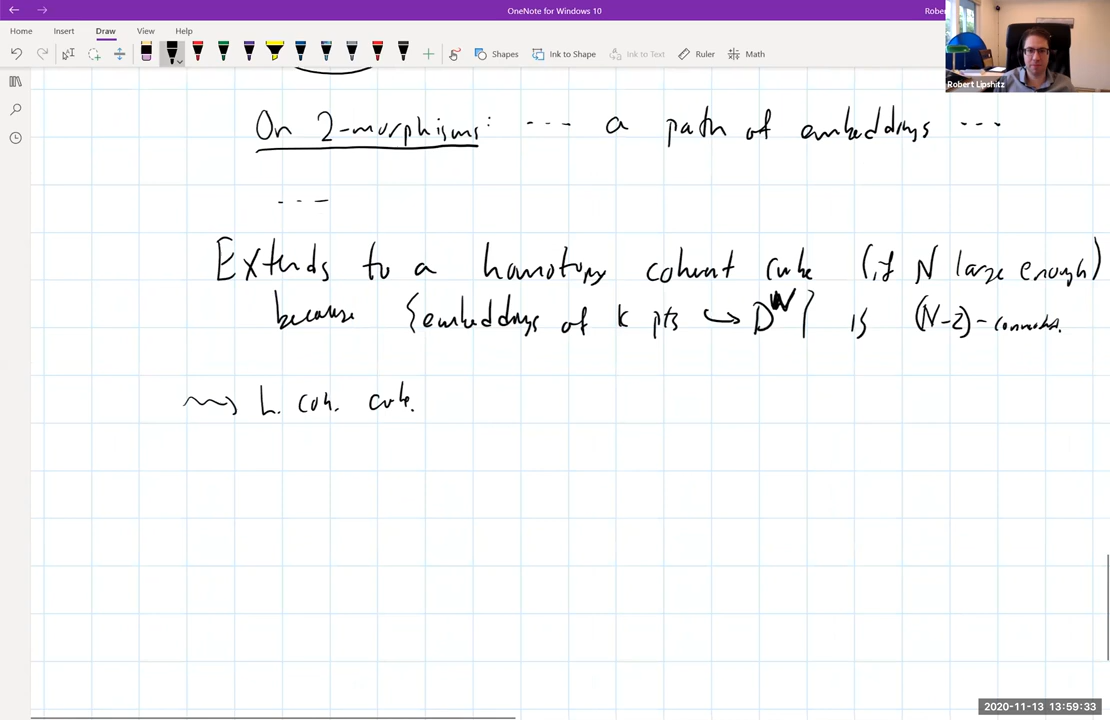 OneNote for Windows 10
Rober
Home Insert Draw View Help
Shapes Ink to Shape Ink to Text Ruler Math
Robert Lipshitz
On 2-morphisms: --- a path of embeddings ---
---
Extends to a homotopy coherent cube (if N large enough)
because {embeddings of k pts ↪ D^N} is (N-2)-connected.
⇝ h. coh. cube.
2020-11-13 13:59:33